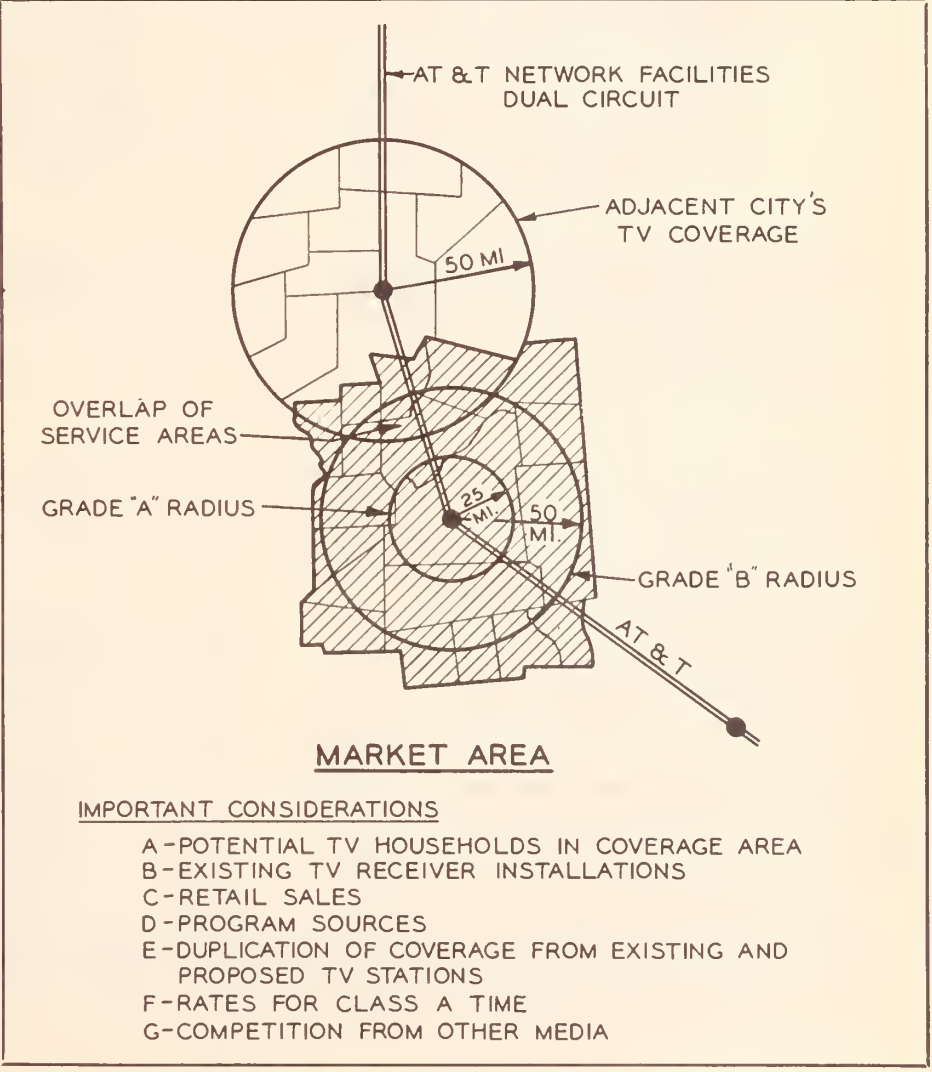 AT & T NETWORK FACILITIES
DUAL CIRCUIT
ADJACENT CITY'S
TV COVERAGE
50 MI
OVERLAP OF
SERVICE AREAS
GRADE "A" RADIUS
25
MI.
50
MI.
GRADE "B" RADIUS
AT & T
MARKET AREA
IMPORTANT CONSIDERATIONS
A-POTENTIAL TV HOUSEHOLDS IN COVERAGE AREA
B-EXISTING TV RECEIVER INSTALLATIONS
C-RETAIL SALES
D-PROGRAM SOURCES
E-DUPLICATION OF COVERAGE FROM EXISTING AND
PROPOSED TV STATIONS
F-RATES FOR CLASS A TIME
G-COMPETITION FROM OTHER MEDIA